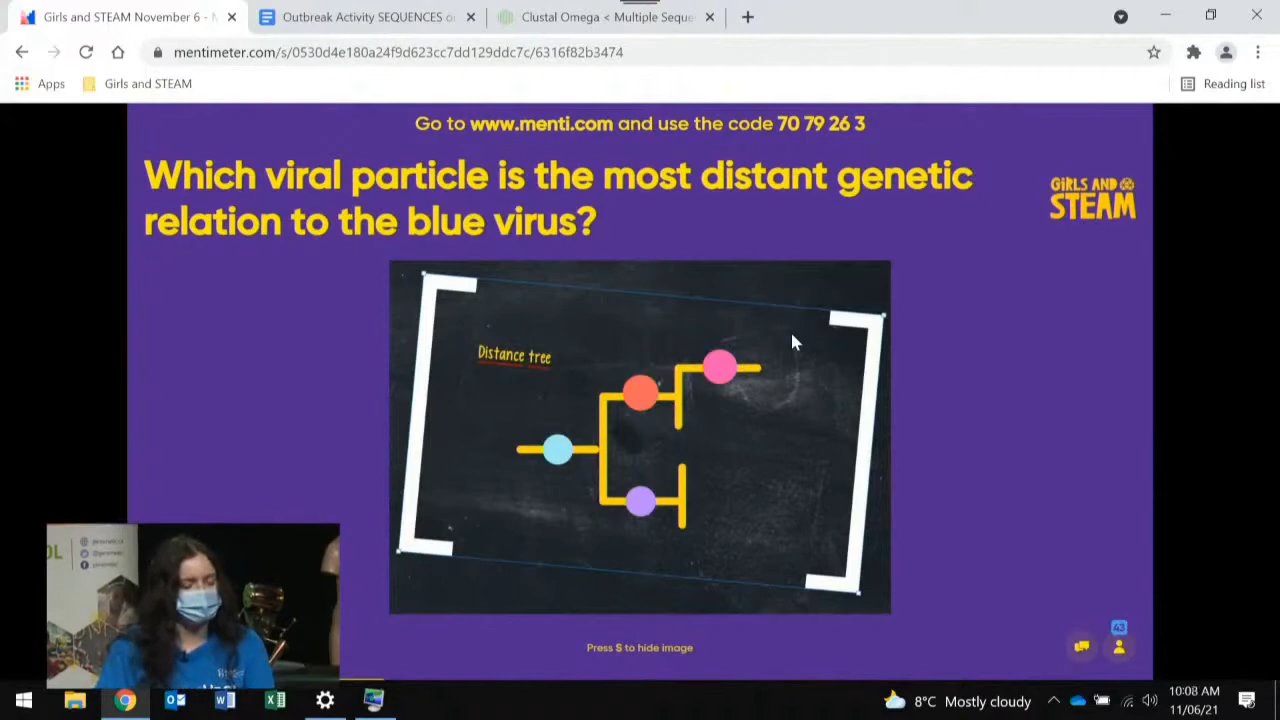 Girls and STEAM November 6 -
Outbreak Activity SEQUENCES
Clustal Omega < Multiple Seque
mentimeter.com/s/0530d4e180a24f9d623cc7dd129ddc7c/6316f82b3474
Apps
Girls and STEAM
Reading list
Go to www.menti.com and use the code 70 79 26 3
Which viral particle is the most distant genetic
relation to the blue virus?
GIRLS AND
STEAM
Distance tree
Press S to hide image
43
8°C Mostly cloudy
10:08 AM
11/06/21